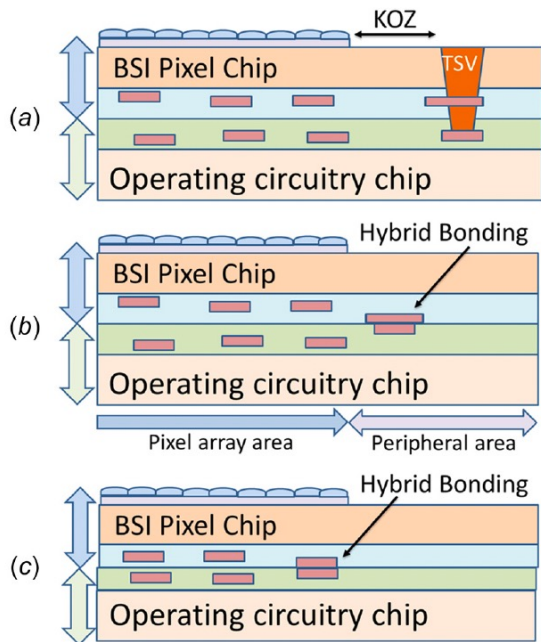 KOZ
BSI Pixel Chip
TSV
(a)
Operating circuitry chip
Hybrid Bonding
BSI Pixel Chip
(b)
Operating circuitry chip
Pixel array area
Peripheral area
Hybrid Bonding
BSI Pixel Chip
(c)
Operating circuitry chip